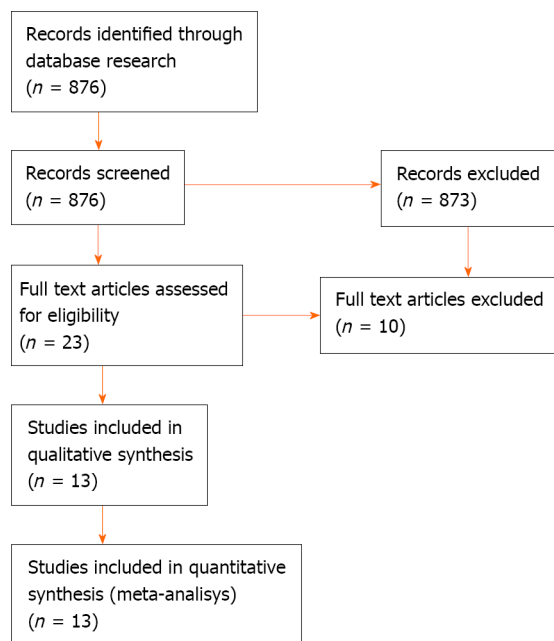 Records identified through
database research
(n = 876)
Records screened
(n = 876)
Records excluded
(n = 873)
Full text articles assessed
for eligibility
(n = 23)
Full text articles excluded
(n = 10)
Studies included in
qualitative synthesis
(n = 13)
Studies included in quantitative
synthesis (meta-analisys)
(n = 13)